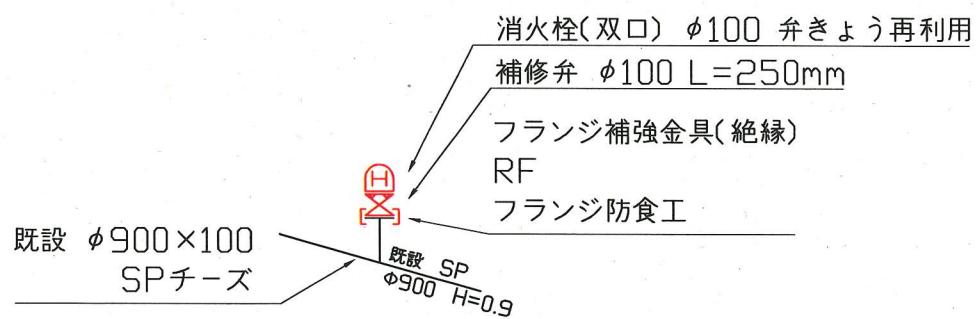 消火栓(双口) φ100 弁きょう再利用
補修弁 φ100 L=250mm
フランジ補強金具(絶縁)
RF
フランジ防食工
H
既設 φ900×100
SPチーズ
既設 SP
Φ900 H=0.9